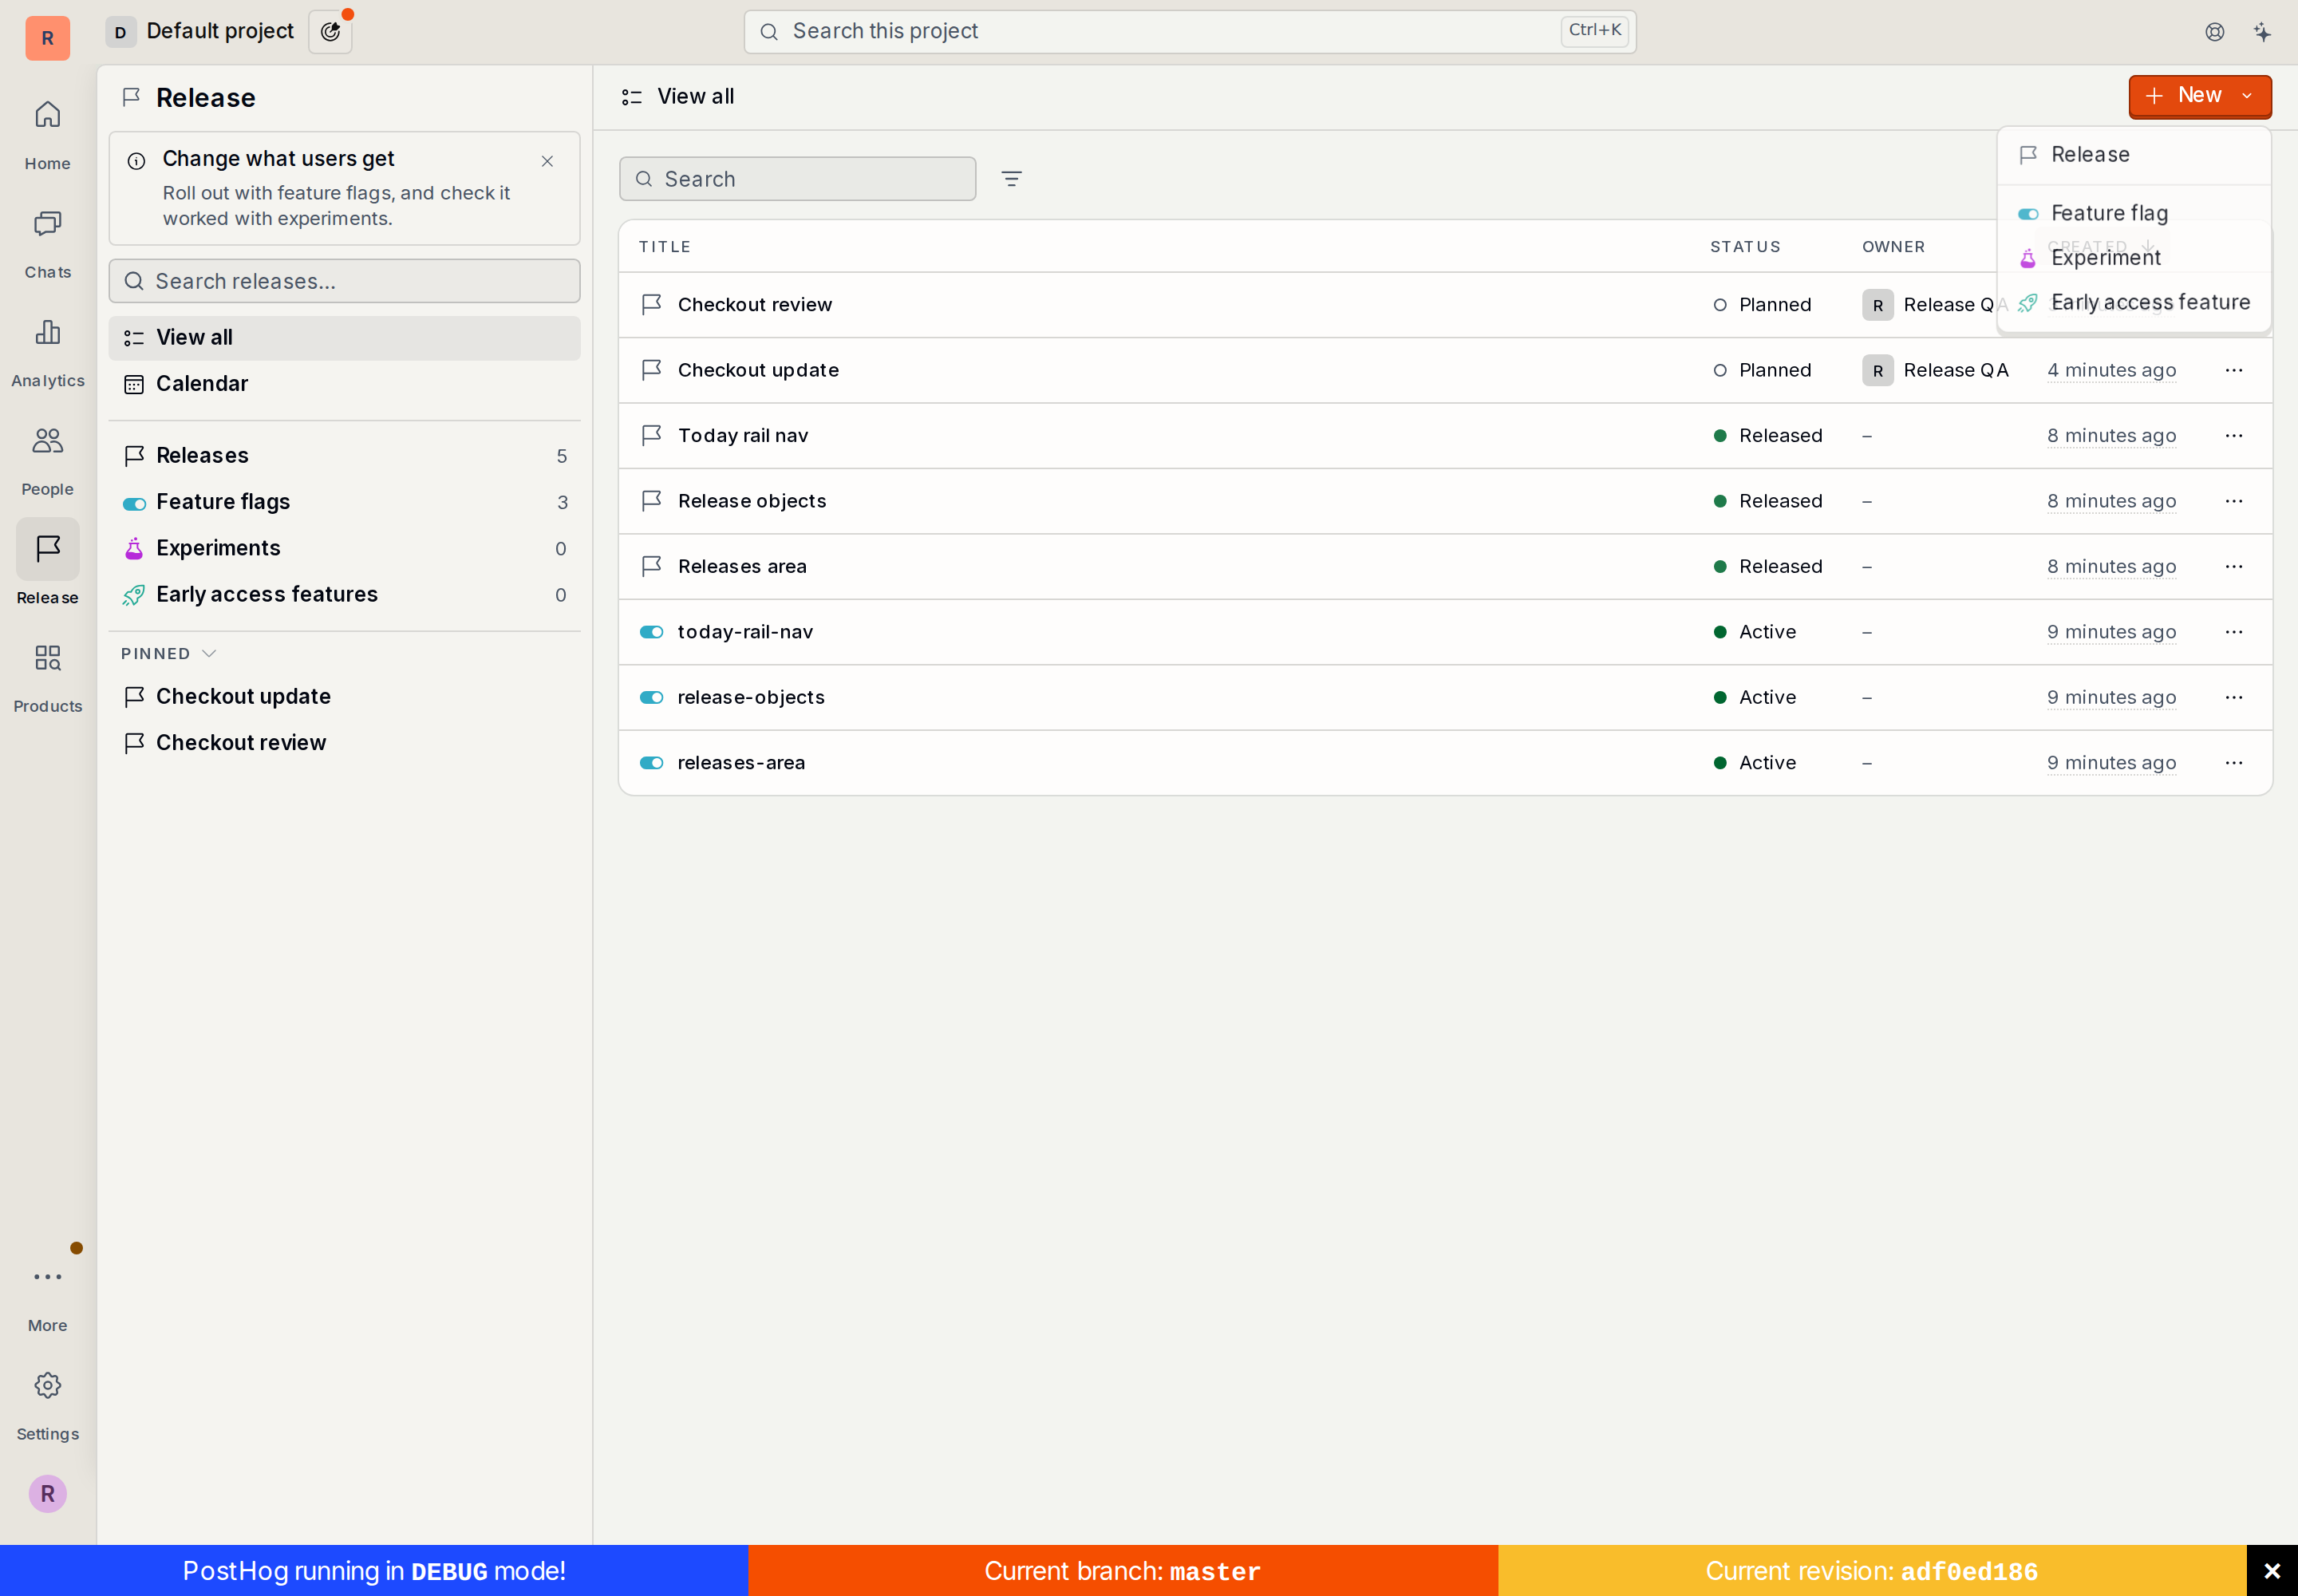 R
D Default project
Search this project
Ctrl+K
Home
Chats
Analytics
People
Release
Products
More
Settings
R
Release
Change what users get
Roll out with feature flags, and check it
worked with experiments.
Search releases...
View all
Calendar
Releases 5
Feature flags 3
Experiments 0
Early access features 0
PINNED
Checkout update
Checkout review
View all
New
Release
Feature flag
Experiment
Early access feature
Search
TITLE STATUS OWNER CREATED
Checkout review Planned R Release QA
Checkout update Planned R Release QA 4 minutes ago
Today rail nav Released – 8 minutes ago
Release objects Released – 8 minutes ago
Releases area Released – 8 minutes ago
today-rail-nav Active – 9 minutes ago
release-objects Active – 9 minutes ago
releases-area Active – 9 minutes ago
PostHog running in DEBUG mode!
Current branch: master
Current revision: adf0ed186